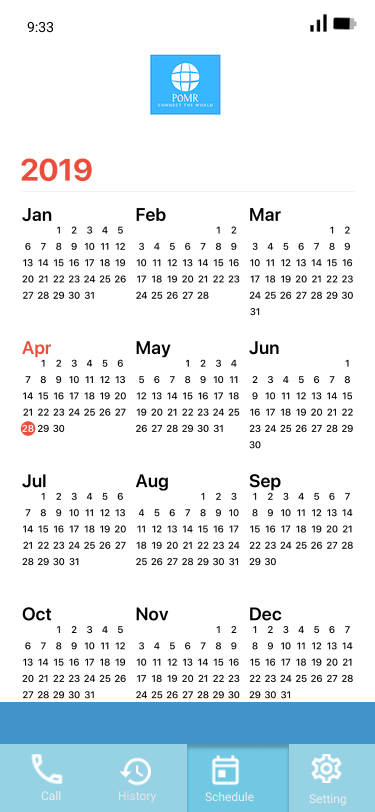 9:33
POMR
CONNECT THE WORLD
2019
Jan Feb Mar
1 2 3 4 5 1 2 1 2
6 7 8 9 10 11 12 3 4 5 6 7 8 9 3 4 5 6 7 8 9
13 14 15 16 17 18 19 10 11 12 13 14 15 16 10 11 12 13 14 15 16
20 21 22 23 24 25 26 17 18 19 20 21 22 23 17 18 19 20 21 22 23
27 28 29 30 31 24 25 26 27 28 24 25 26 27 28 29 30
31
Apr May Jun
1 2 3 4 5 6 1 2 3 4 1
7 8 9 10 11 12 13 5 6 7 8 9 10 11 2 3 4 5 6 7 8
14 15 16 17 18 19 20 12 13 14 15 16 17 18 9 10 11 12 13 14 15
21 22 23 24 25 26 27 19 20 21 22 23 24 25 16 17 18 19 20 21 22
28 29 30 26 27 28 29 30 31 23 24 25 26 27 28 29
30
Jul Aug Sep
1 2 3 4 5 6 1 2 3 1 2 3 4 5 6 7
7 8 9 10 11 12 13 4 5 6 7 8 9 10 8 9 10 11 12 13 14
14 15 16 17 18 19 20 11 12 13 14 15 16 17 15 16 17 18 19 20 21
21 22 23 24 25 26 27 18 19 20 21 22 23 24 22 23 24 25 26 27 28
28 29 30 31 25 26 27 28 29 30 31 29 30
Oct Nov Dec
1 2 3 4 5 1 2 1 2 3 4 5 6 7
6 7 8 9 10 11 12 3 4 5 6 7 8 9 8 9 10 11 12 13 14
13 14 15 16 17 18 19 10 11 12 13 14 15 16 15 16 17 18 19 20 21
20 21 22 23 24 25 26 17 18 19 20 21 22 23 22 23 24 25 26 27 28
27 28 29 30 31 24 25 26 27 28 29 30 29 30 31
Call History Schedule Setting